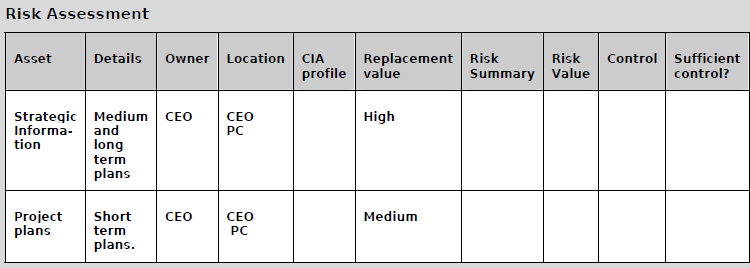 Risk Assessment
Asset Details Owner Location CIA profile Replacement value Risk Summary Risk Value Control Sufficient control?
Strategic Informa-tion Medium and long term plans CEO CEO PC High
Project plans Short term plans. CEO CEO PC Medium